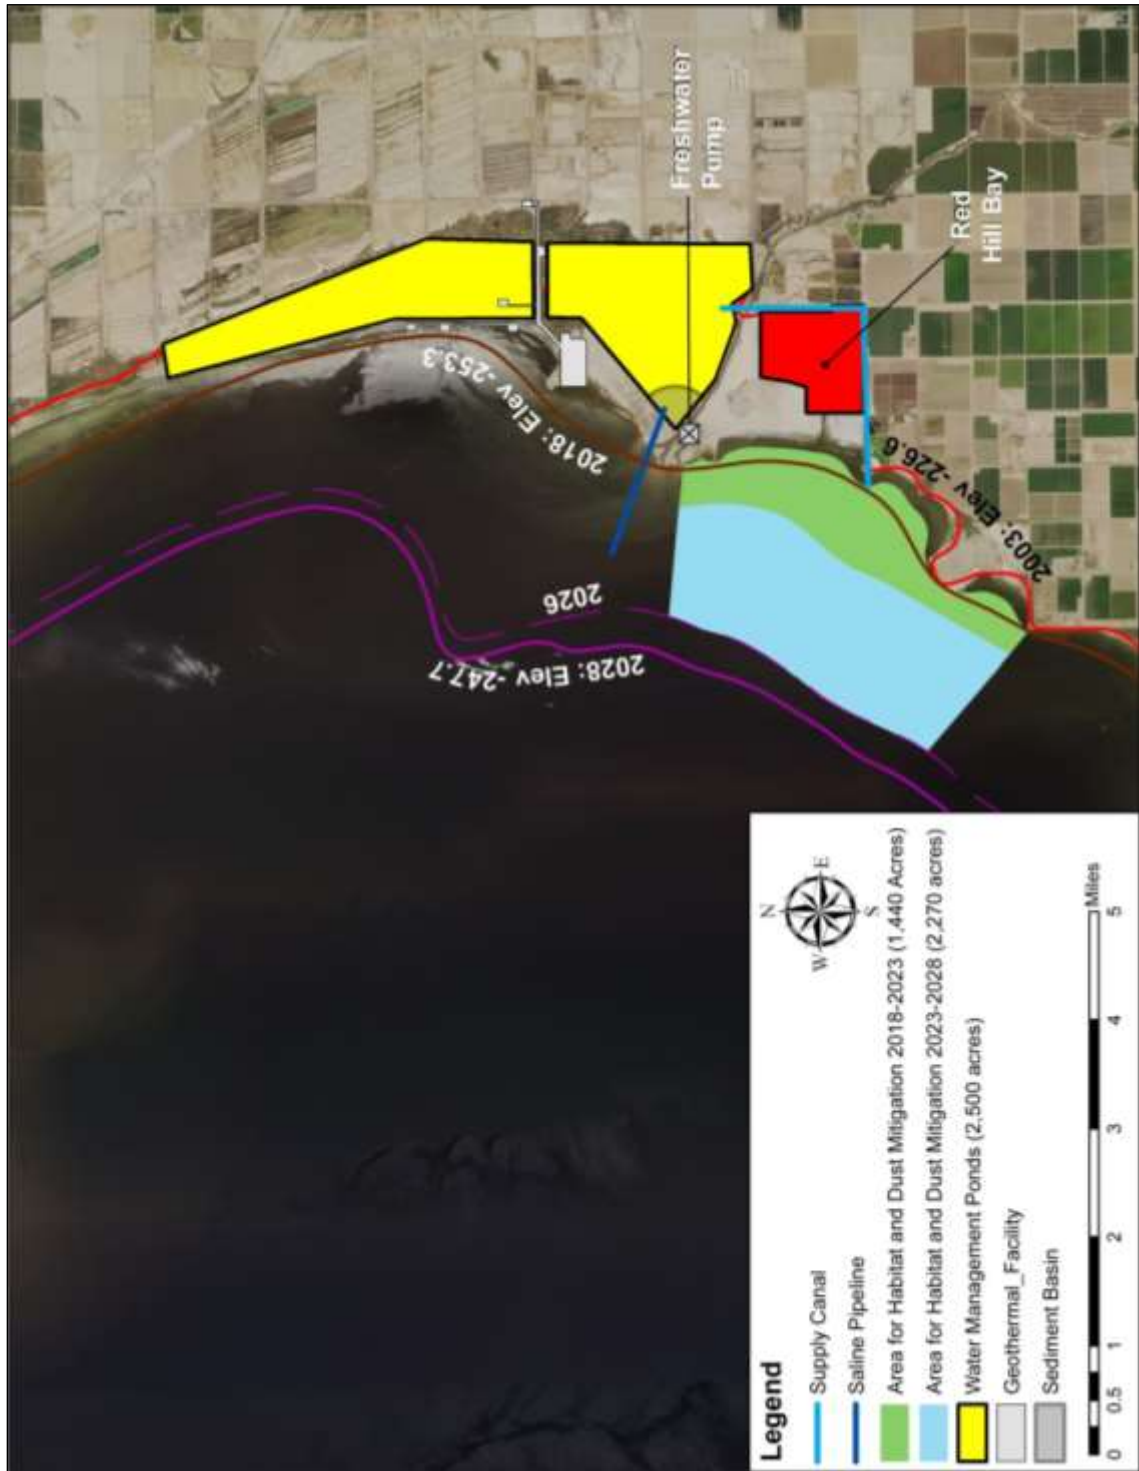 Freshwater
Pump
Red
Hill Bay
2018: Elev -253.3
2003: Elev -226.6
2026
2028: Elev -247.7
Legend
Supply Canal
Saline Pipeline
Area for Habitat and Dust Mitigation 2018-2023 (1,440 Acres)
Area for Habitat and Dust Mitigation 2023-2028 (2,270 acres)
Water Management Ponds (2,500 acres)
Geothermal_Facility
Sediment Basin
N
W E
S
0 0.5 1 2 3 4 5
Miles